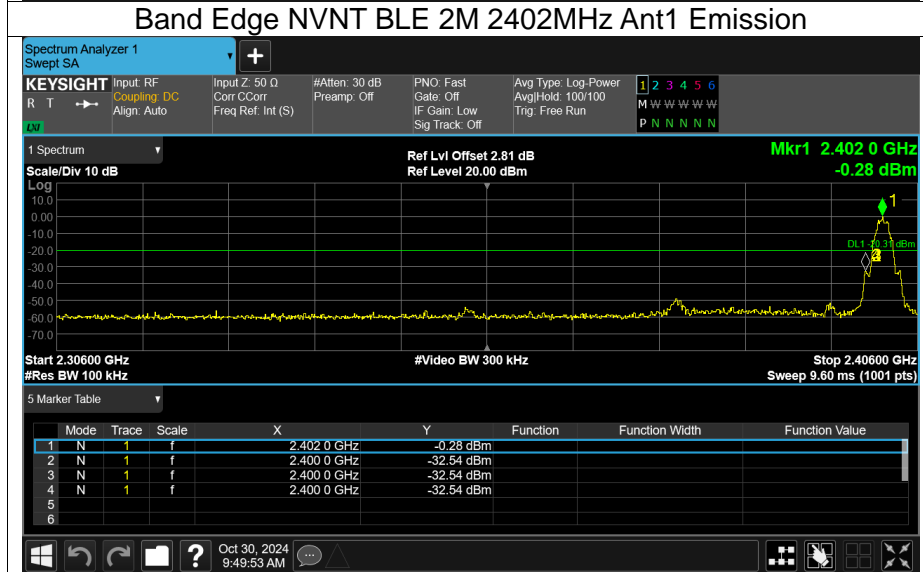 Band Edge NVNT BLE 2M 2402MHz Ant1 Emission
Spectrum Analyzer 1
Swept SA
+
KEYSIGHT
R T
LXI
Input: RF
Coupling: DC
Align: Auto
Input Z: 50 Ω
Corr CCorr
Freq Ref: Int (S)
#Atten: 30 dB
Preamp: Off
PNO: Fast
Gate: Off
IF Gain: Low
Sig Track: Off
Avg Type: Log-Power
Avg|Hold: 100/100
Trig: Free Run
1 2 3 4 5 6
M W W W W W
P N N N N N
1 Spectrum
Scale/Div 10 dB
Ref Lvl Offset 2.81 dB
Ref Level 20.00 dBm
Mkr1 2.402 0 GHz
-0.28 dBm
Log
10.0
0.00
-10.0
-20.0
-30.0
-40.0
-50.0
-60.0
-70.0
1
DL1 -20.31 dBm
Start 2.30600 GHz
#Res BW 100 kHz
#Video BW 300 kHz
Stop 2.40600 GHz
Sweep 9.60 ms (1001 pts)
5 Marker Table
Mode Trace Scale X Y Function Function Width Function Value
1 N 1 f 2.402 0 GHz -0.28 dBm
2 N 1 f 2.400 0 GHz -32.54 dBm
3 N 1 f 2.400 0 GHz -32.54 dBm
4 N 1 f 2.400 0 GHz -32.54 dBm
5
6
?
Oct 30, 2024
9:49:53 AM